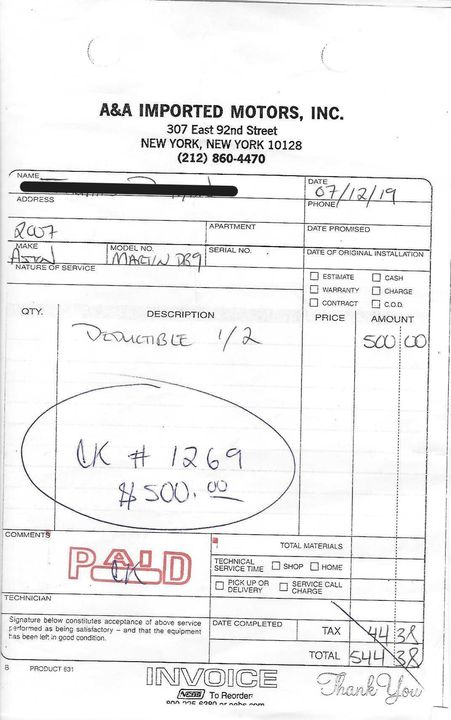 A&A IMPORTED MOTORS, INC.
307 East 92nd Street
NEW YORK, NEW YORK 10128
(212) 860-4470
NAME
DATE
07/12/19
ADDRESS
PHONE
2007
APARTMENT
DATE PROMISED
MAKE
MODEL NO.
SERIAL NO.
DATE OF ORIGINAL INSTALLATION
ASTON
MARTIN DB9
NATURE OF SERVICE
ESTIMATE CASH
WARRANTY CHARGE
CONTRACT C.O.D.
QTY. DESCRIPTION PRICE AMOUNT
DEDUCTIBLE 1/2 500 00
CK # 1269
$500.00
COMMENTS
TOTAL MATERIALS
PAID
CK
TECHNICAL SERVICE TIME SHOP HOME
PICK UP OR DELIVERY SERVICE CALL CHARGE
TECHNICIAN
Signature below constitutes acceptance of above service
performed as being satisfactory – and that the equipment
has been left in good condition.
DATE COMPLETED
TAX 44 38
TOTAL 544 38
8 PRODUCT 631
INVOICE
Thank You
NEBS To Reorder